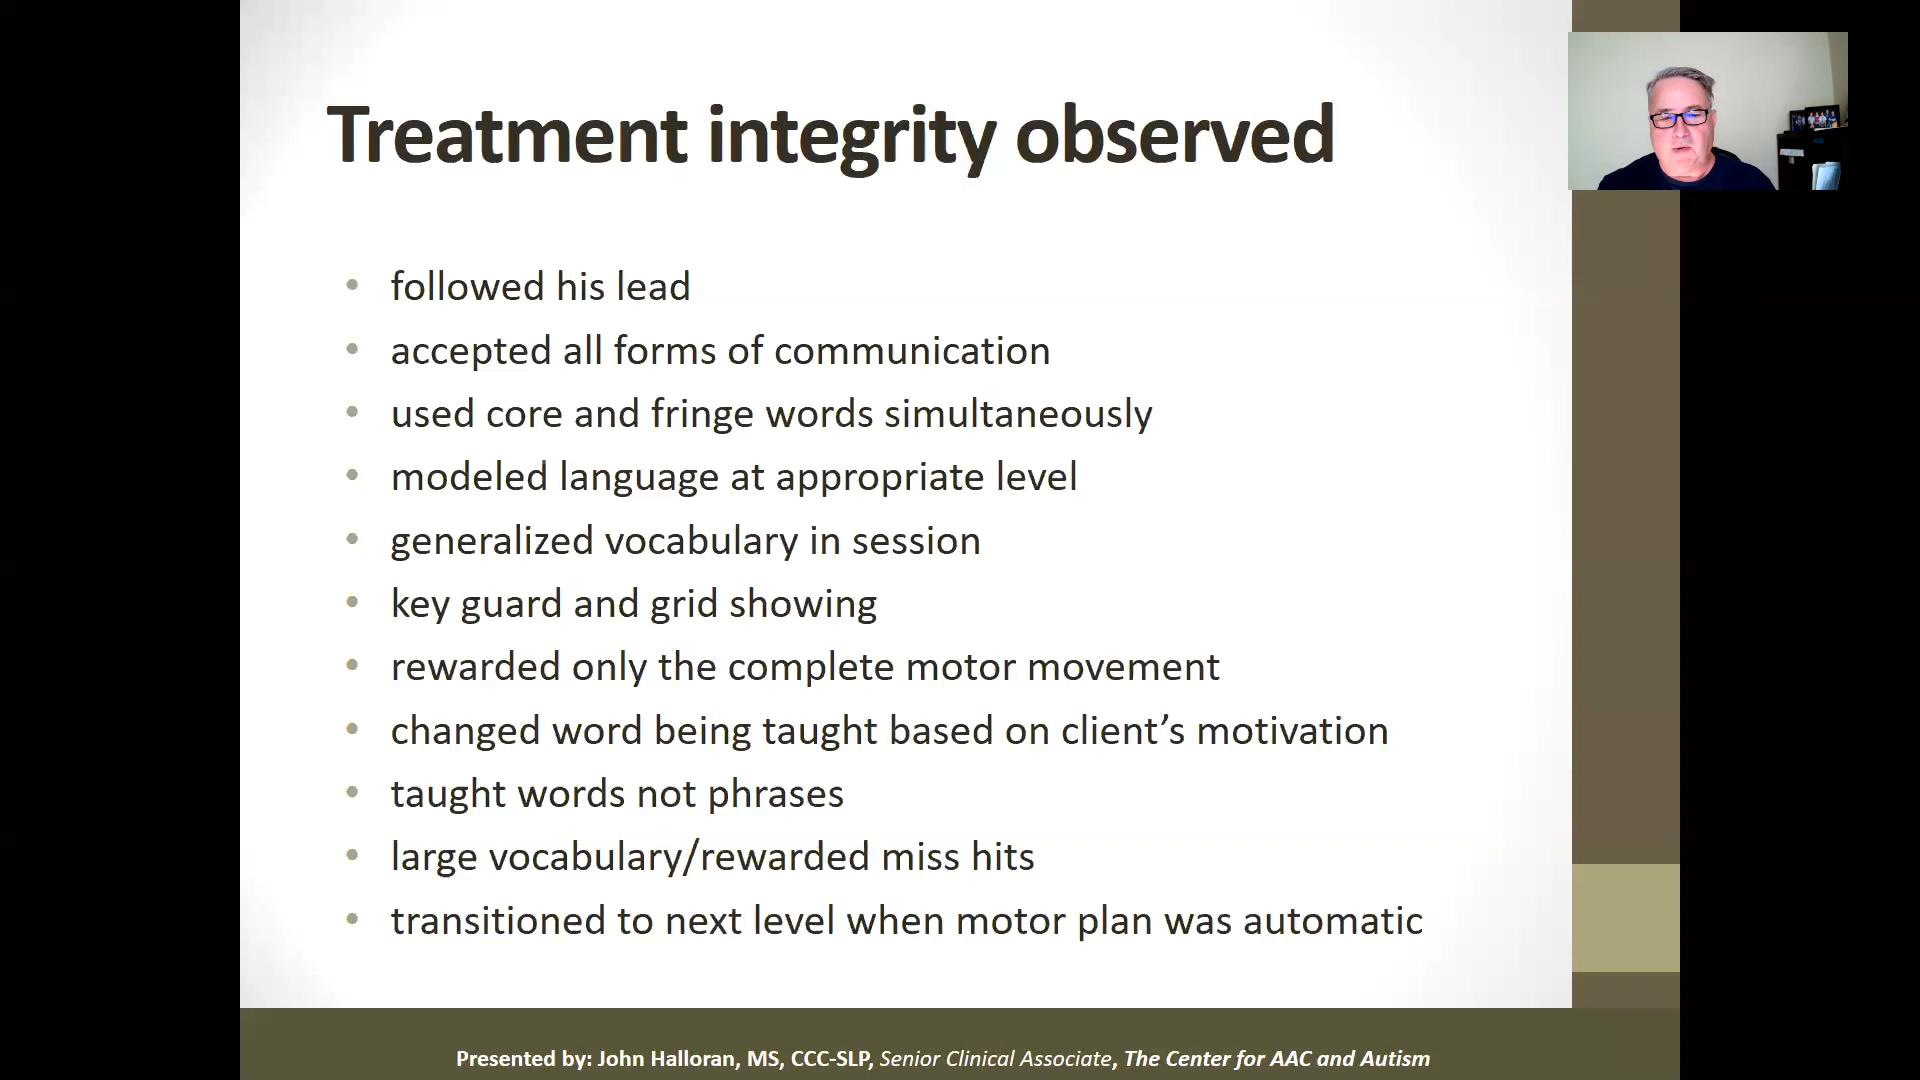 Treatment integrity observed
• followed his lead
• accepted all forms of communication
• used core and fringe words simultaneously
• modeled language at appropriate level
• generalized vocabulary in session
• key guard and grid showing
• rewarded only the complete motor movement
• changed word being taught based on client’s motivation
• taught words not phrases
• large vocabulary/rewarded miss hits
• transitioned to next level when motor plan was automatic
Presented by: John Halloran, MS, CCC-SLP, Senior Clinical Associate, The Center for AAC and Autism